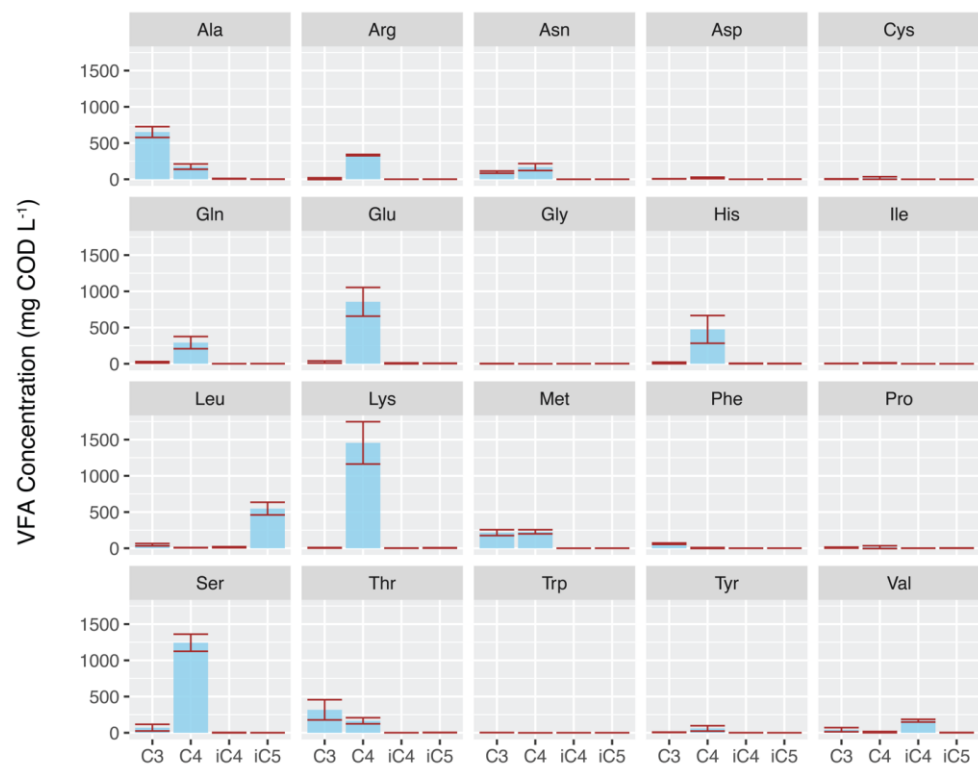 VFA Concentration (mg COD L⁻¹)
Ala Arg Asn Asp Cys
1500
1000
500
0
Gln Glu Gly His Ile
1500
1000
500
0
Leu Lys Met Phe Pro
1500
1000
500
0
Ser Thr Trp Tyr Val
1500
1000
500
0
C3 C4 iC4 iC5 C3 C4 iC4 iC5 C3 C4 iC4 iC5 C3 C4 iC4 iC5 C3 C4 iC4 iC5